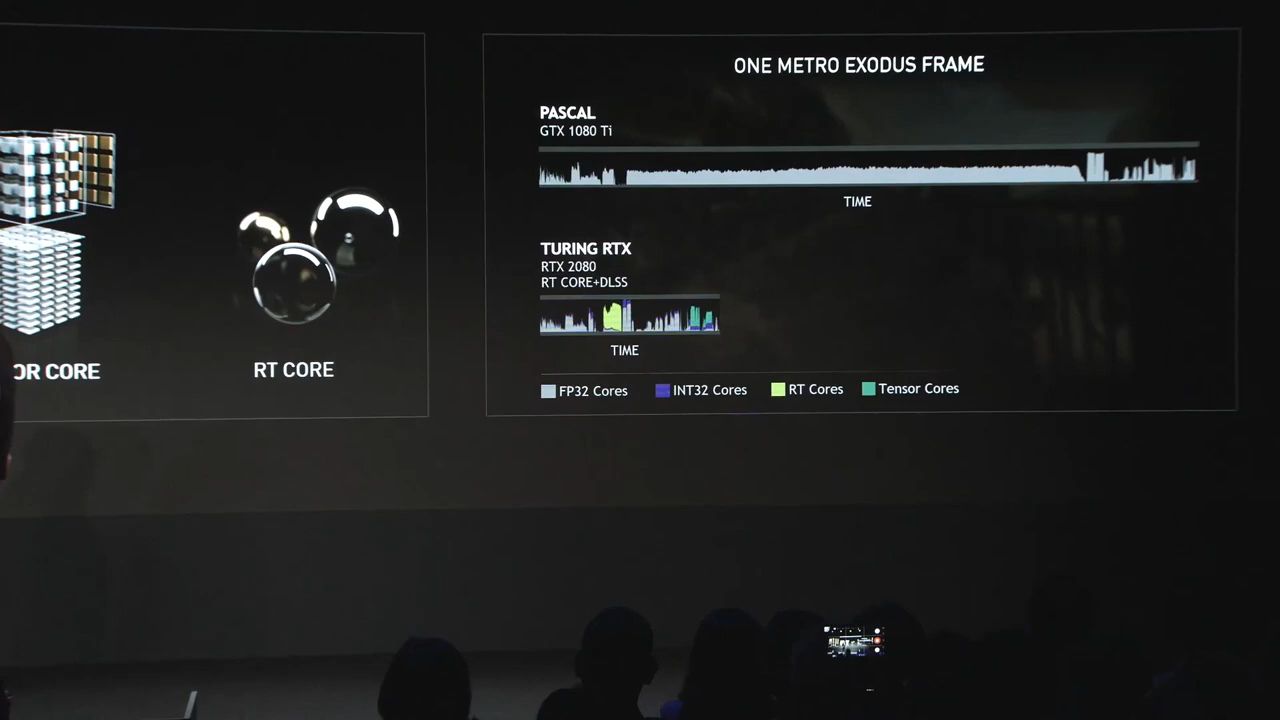 OR CORE
RT CORE
ONE METRO EXODUS FRAME
PASCAL
GTX 1080 Ti
TIME
TURING RTX
RTX 2080
RT CORE+DLSS
TIME
FP32 Cores INT32 Cores RT Cores Tensor Cores